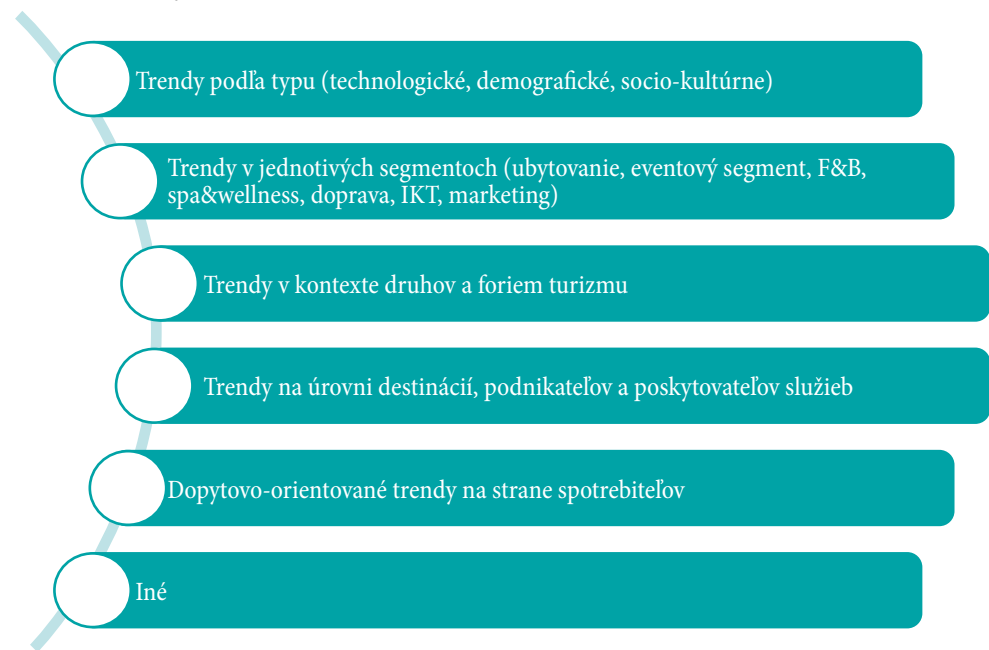 Trendy podľa typu (technologické, demografické, socio-kultúrne)
Trendy v jednotivých segmentoch (ubytovanie, eventový segment, F&B,
spa&wellness, doprava, IKT, marketing)
Trendy v kontexte druhov a foriem turizmu
Trendy na úrovni destinácií, podnikateľov a poskytovateľov služieb
Dopytovo-orientované trendy na strane spotrebiteľov
Iné